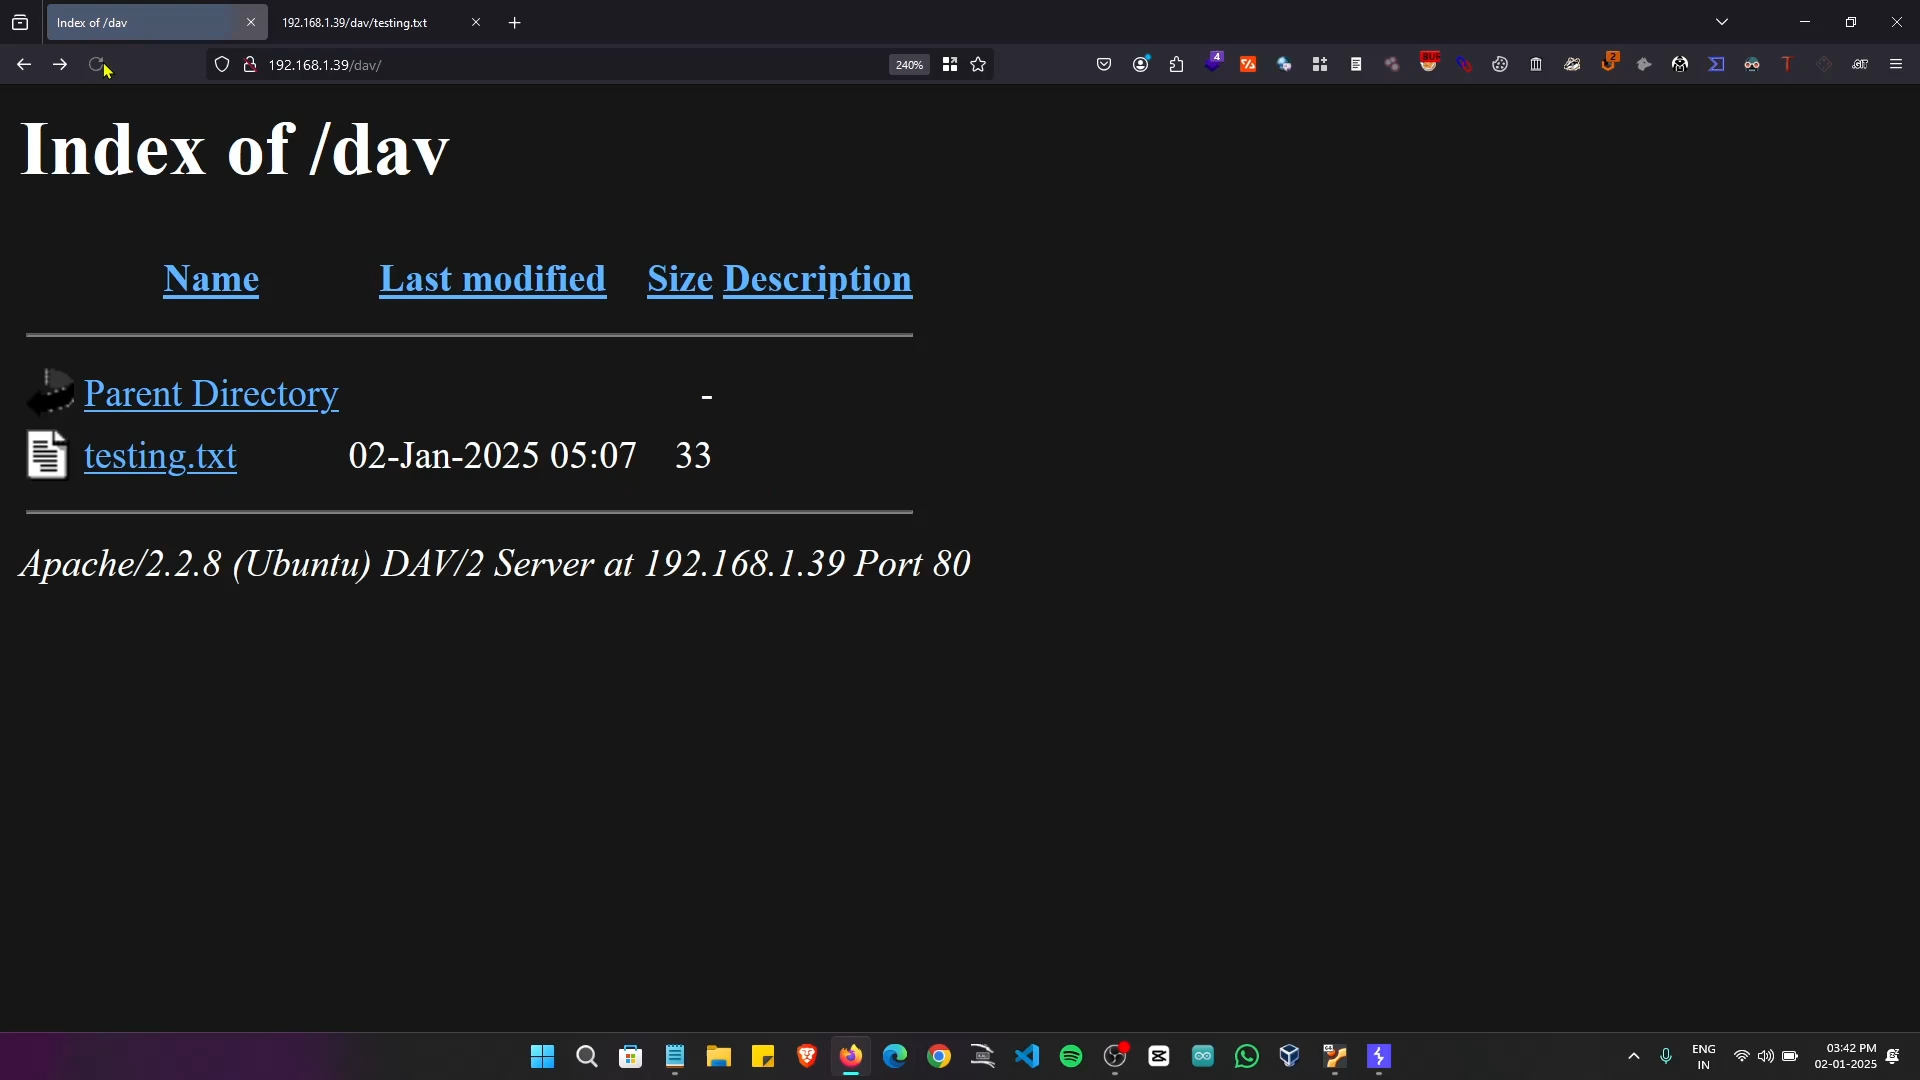 Index of /dav
192.168.1.39/dav/testing.txt
192.168.1.39/dav/
240%
4
2
Index of /dav
Name Last modified Size Description
Parent Directory -
testing.txt 02-Jan-2025 05:07 33
Apache/2.2.8 (Ubuntu) DAV/2 Server at 192.168.1.39 Port 80
ENG
IN
03:42 PM
02-01-2025